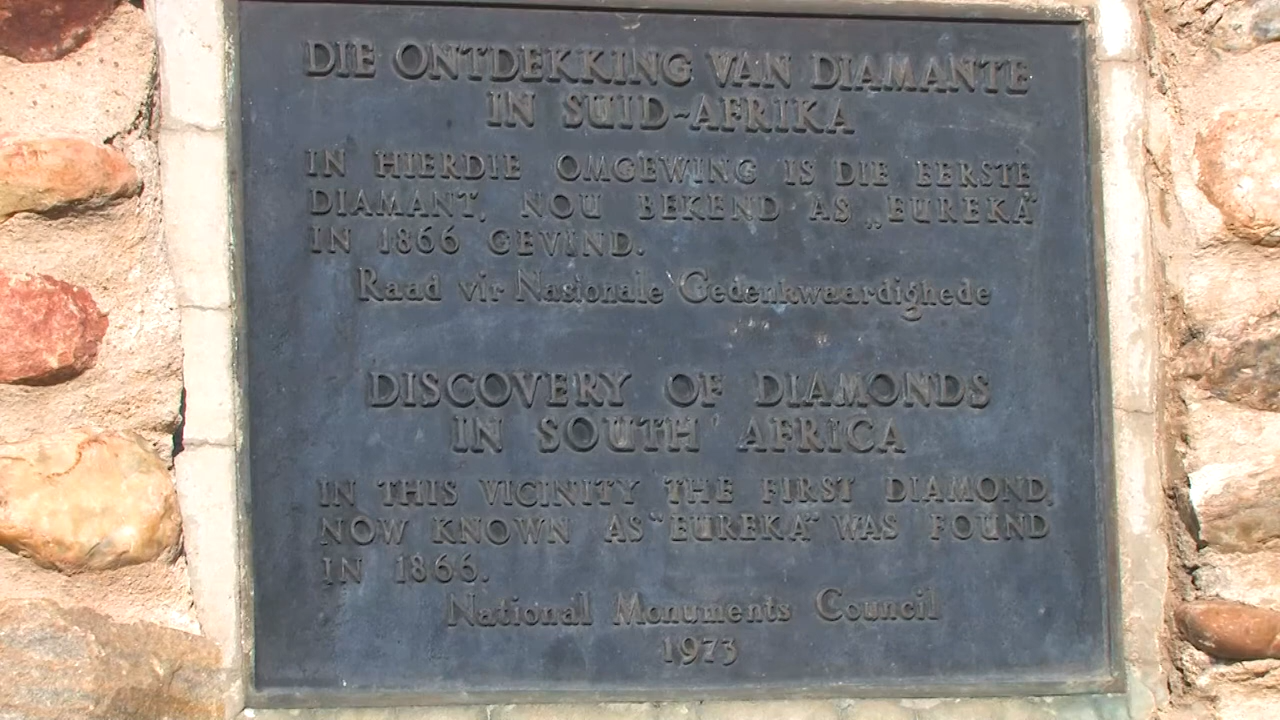 DIE ONTDEKKING VAN DIAMANTE
IN SUID-AFRIKA
IN HIERDIE OMGEWING IS DIE EERSTE
DIAMANT, NOU BEKEND AS „EUREKA”
IN 1866 GEVIND.
Raad vir Nasionale Gedenkwaardighede
DISCOVERY OF DIAMONDS
IN SOUTH AFRICA
IN THIS VICINITY THE FIRST DIAMOND,
NOW KNOWN AS “EUREKA” WAS FOUND
IN 1866.
National Monuments Council
1973